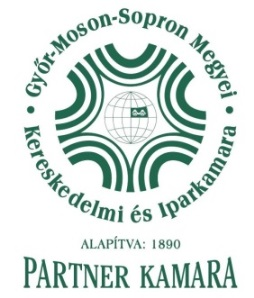 • Győr-Moson-Sopron Megyei •
Kereskedelmi és Iparkamara
ALAPÍTVA: 1890
PARTNER KAMARA